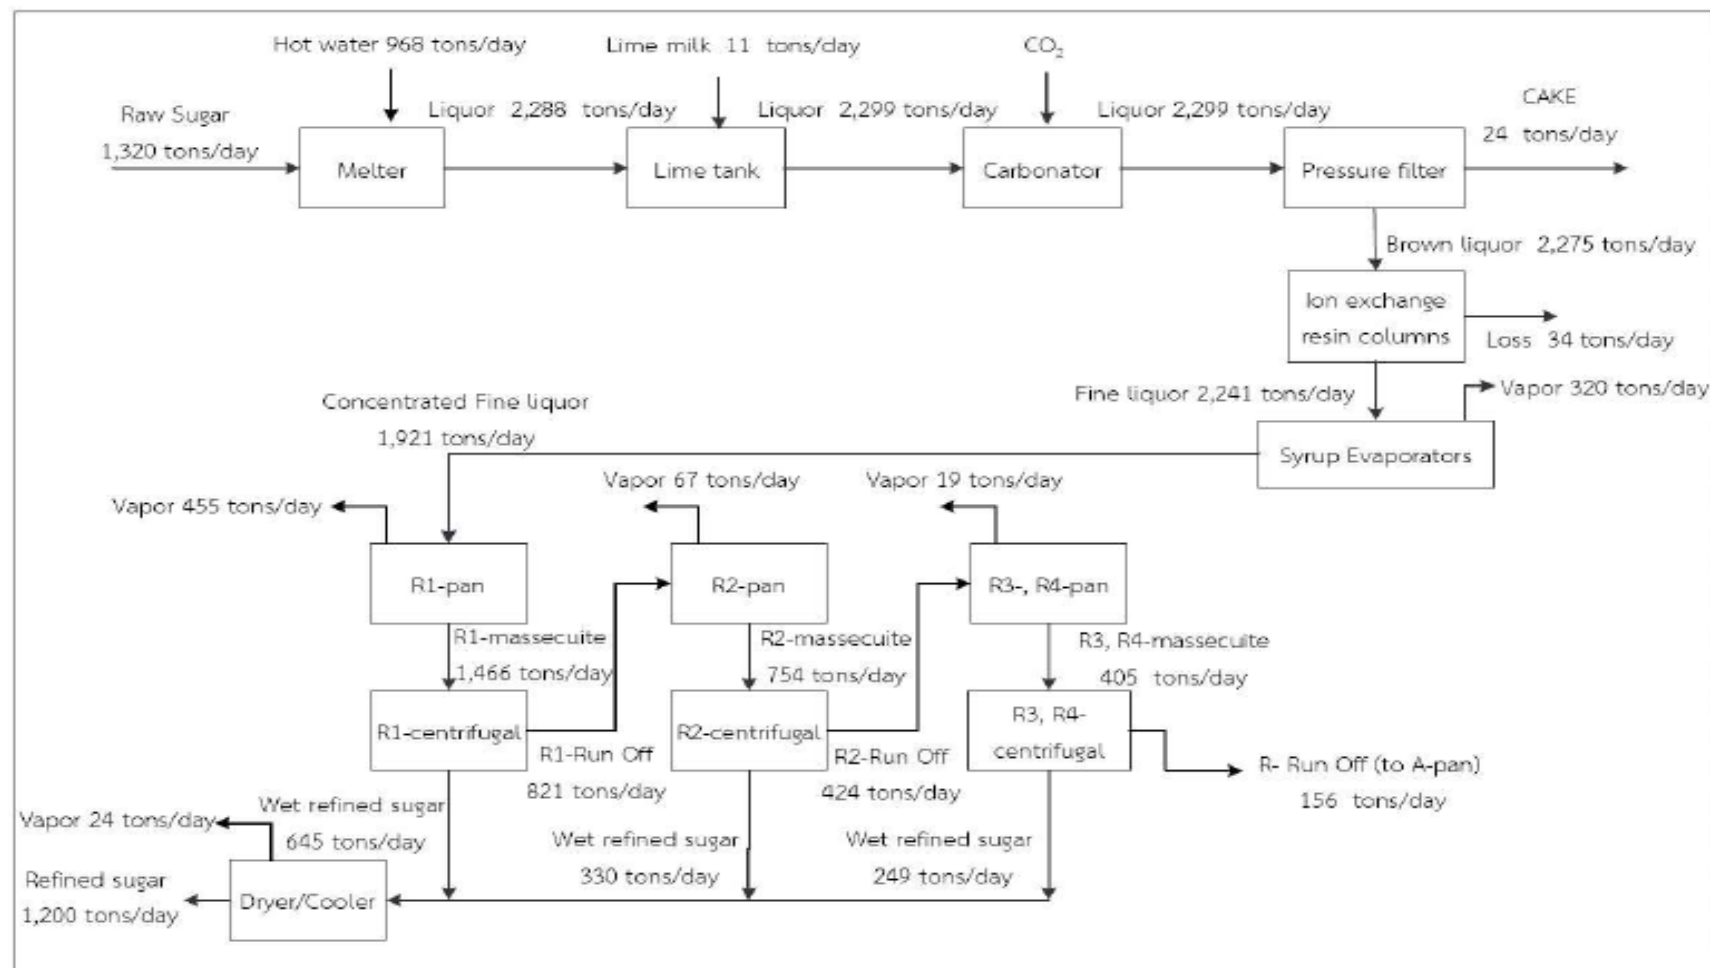 Hot water 968 tons/day
Lime milk 11 tons/day
CO₂
Raw Sugar
1,320 tons/day
Liquor 2,288 tons/day
Liquor 2,299 tons/day
Liquor 2,299 tons/day
CAKE
24 tons/day
Melter
Lime tank
Carbonator
Pressure filter
Brown liquor 2,275 tons/day
Ion exchange
resin columns
Loss 34 tons/day
Fine liquor 2,241 tons/day
Vapor 320 tons/day
Syrup Evaporators
Concentrated Fine liquor
1,921 tons/day
Vapor 455 tons/day
Vapor 67 tons/day
Vapor 19 tons/day
R1-pan
R2-pan
R3-, R4-pan
R1-massecuite
1,466 tons/day
R2-massecuite
754 tons/day
R3, R4-massecuite
405 tons/day
R1-centrifugal
R2-centrifugal
R3, R4-
centrifugal
R1-Run Off
821 tons/day
R2-Run Off
424 tons/day
R- Run Off (to A-pan)
156 tons/day
Wet refined sugar
645 tons/day
Wet refined sugar
330 tons/day
Wet refined sugar
249 tons/day
Vapor 24 tons/day
Refined sugar
1,200 tons/day
Dryer/Cooler